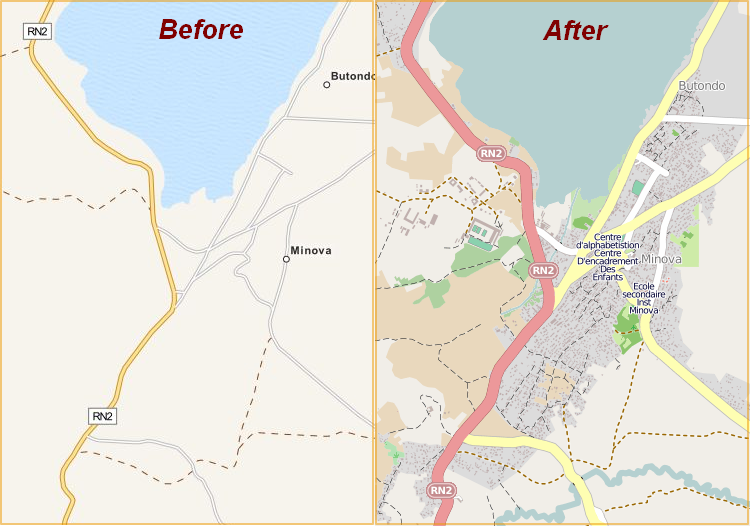 Before
RN2
Butondo
Minova
RN2
After
Butondo
RN2
Centre
d'alphabetistion
Centre
D'encadrement
Des
Enfants
Minova
RN2
Ecole
secondaire
Inst
Minova
RN2